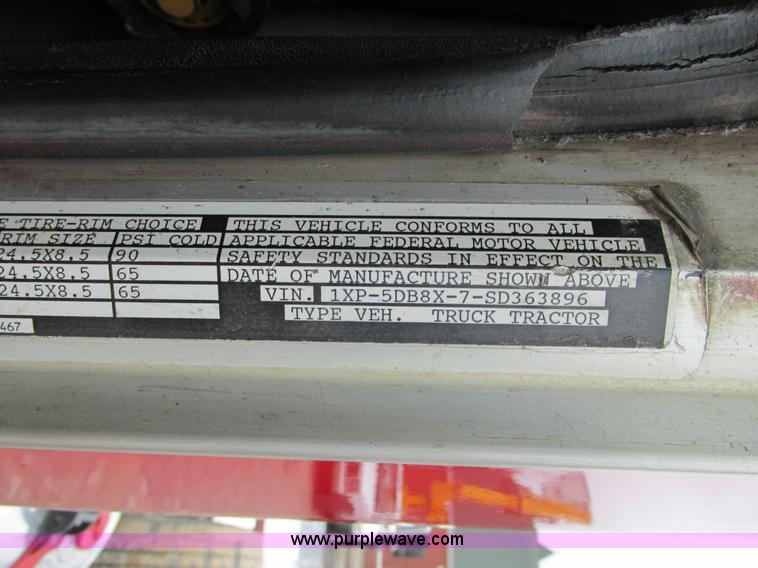 E TIRE-RIM CHOICE
RIM SIZE PSI COLD
24.5X8.5 90
24.5X8.5 65
24.5X8.5 65
467
THIS VEHICLE CONFORMS TO ALL
APPLICABLE FEDERAL MOTOR VEHICLE
SAFETY STANDARDS IN EFFECT ON THE
DATE OF MANUFACTURE SHOWN ABOVE
VIN. 1XP-5DB8X-7-SD363896
TYPE VEH. TRUCK TRACTOR
www.purplewave.com